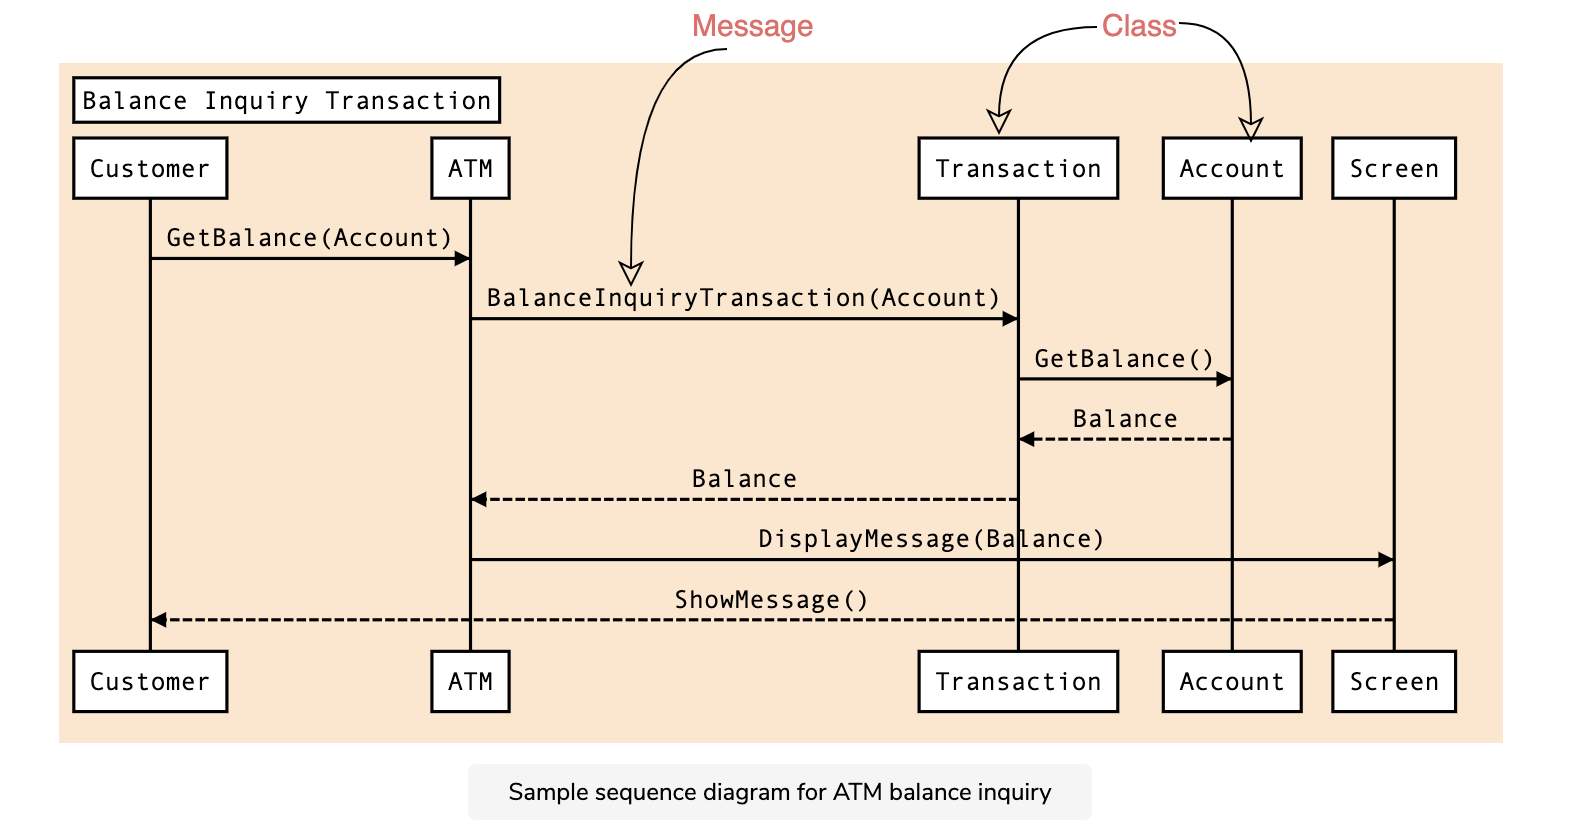 Message
Class
Balance Inquiry Transaction
Customer
ATM
Transaction
Account
Screen
GetBalance(Account)
BalanceInquiryTransaction(Account)
GetBalance()
Balance
Balance
DisplayMessage(Balance)
ShowMessage()
Customer
ATM
Transaction
Account
Screen
Sample sequence diagram for ATM balance inquiry